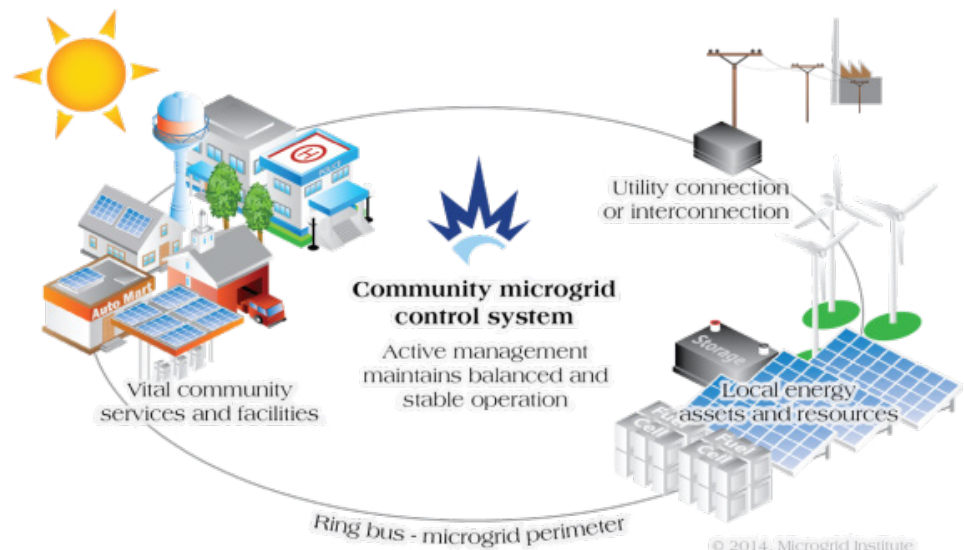 POLICE
H
Utility connection
or interconnection
Community microgrid
control system
Active management
maintains balanced and
stable operation
Auto Mart
Storage
Vital community
services and facilities
Local energy
assets and resources
Fuel
Cell
Fuel
Cell
Ring bus - microgrid perimeter
© 2014, Microgrid Institute